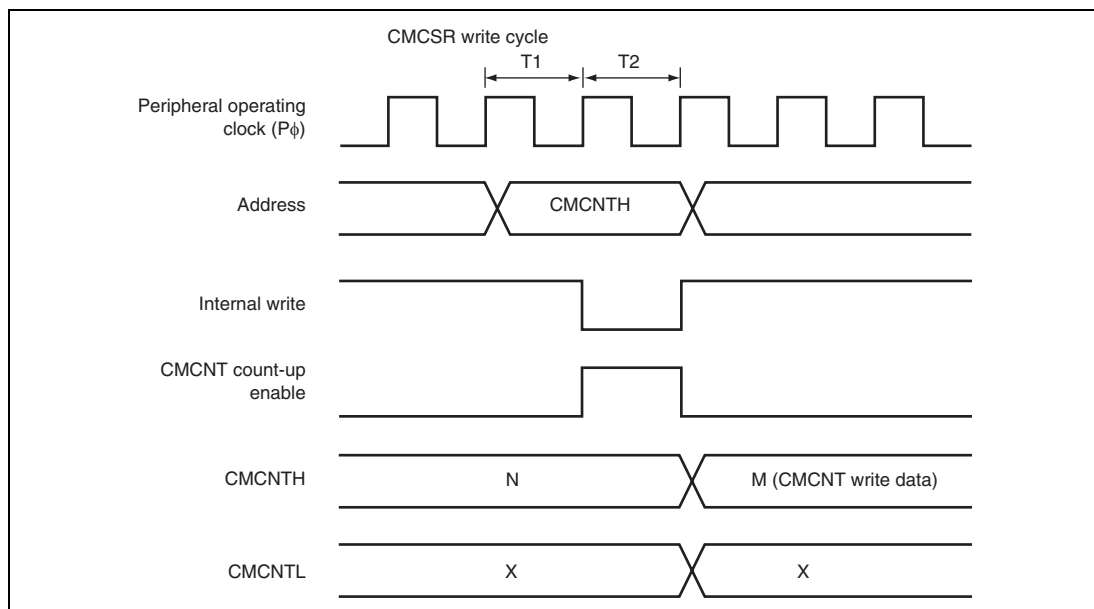 CMCSR write cycle
T1
T2
Peripheral operating
clock (Pϕ)
Address
CMCNTH
Internal write
CMCNT count-up
enable
CMCNTH
N
M (CMCNT write data)
CMCNTL
X
X